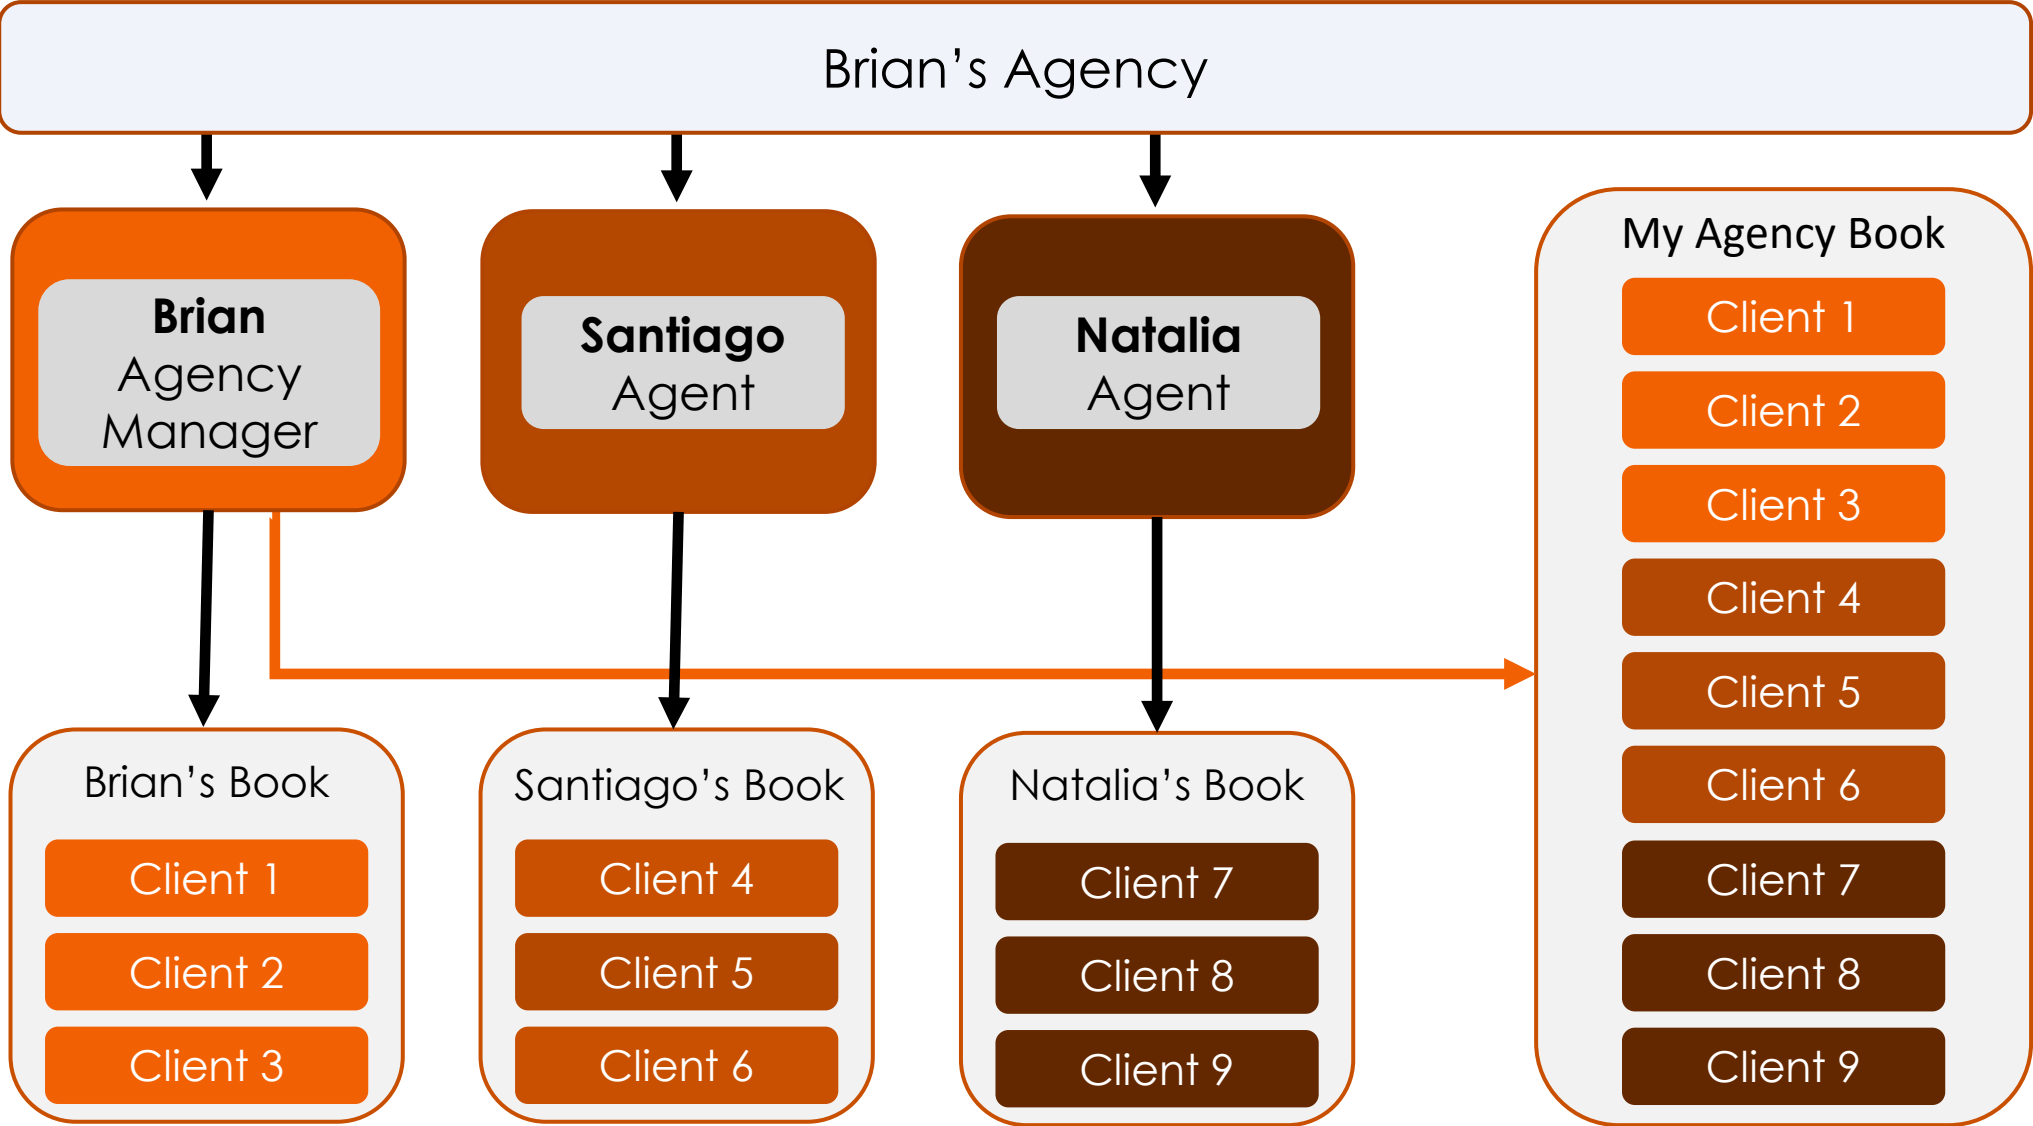 Brian’s Agency
Brian
Agency
Manager
Santiago
Agent
Natalia
Agent
My Agency Book
Client 1
Client 2
Client 3
Client 4
Client 5
Client 6
Client 7
Client 8
Client 9
Brian’s Book
Client 1
Client 2
Client 3
Santiago’s Book
Client 4
Client 5
Client 6
Natalia’s Book
Client 7
Client 8
Client 9